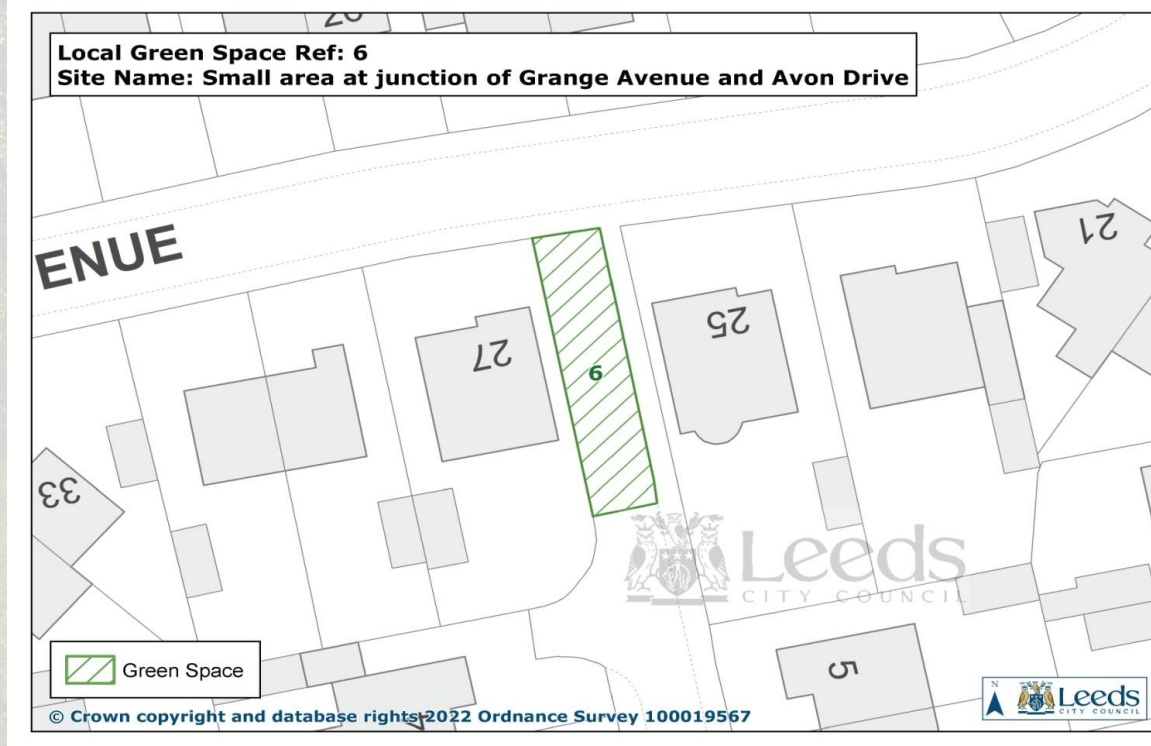 Local Green Space Ref: 6
Site Name: Small area at junction of Grange Avenue and Avon Drive
ENUE
21
25
27
6
33
Leeds
CITY COUNCIL
5
Green Space
N
Leeds
CITY COUNCIL
© Crown copyright and database rights 2022 Ordnance Survey 100019567